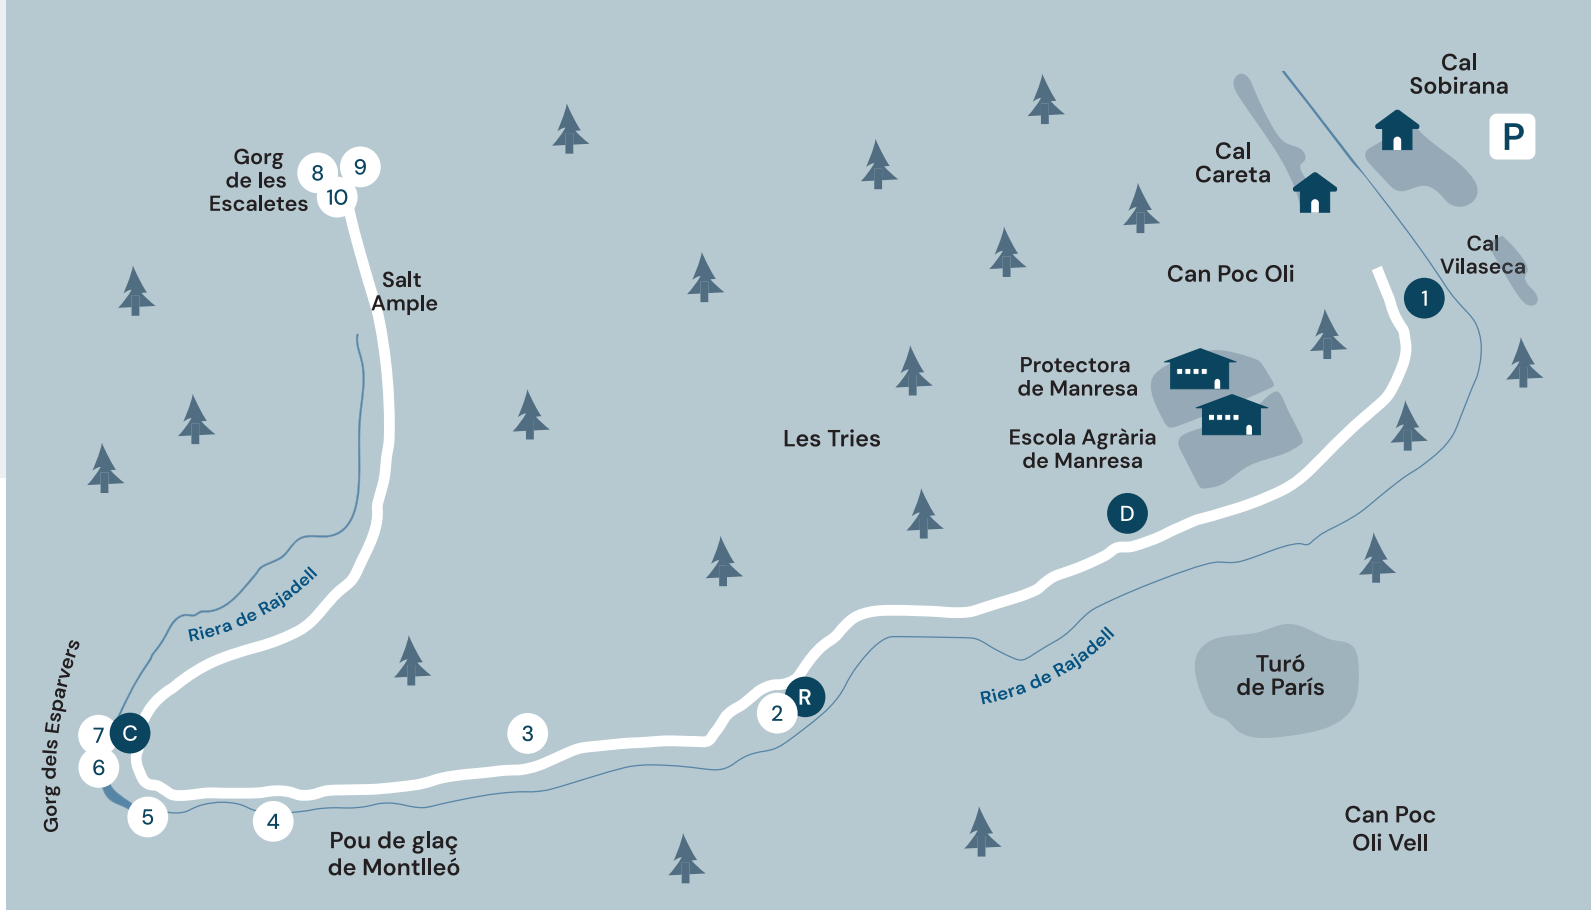 Cal
Sobirana
P
Cal
Careta
Gorg
de les
Escaletes
8
9
10
Cal
Vilaseca
Can Poc Oli
1
Salt
Ample
Protectora
de Manresa
Les Tries
Escola Agrària
de Manresa
D
Riera de Rajadell
Riera de Rajadell
Turó
de París
R
2
3
C
7
6
Gorg dels Esparvers
5
4
Pou de glaç
de Montlleó
Can Poc
Oli Vell